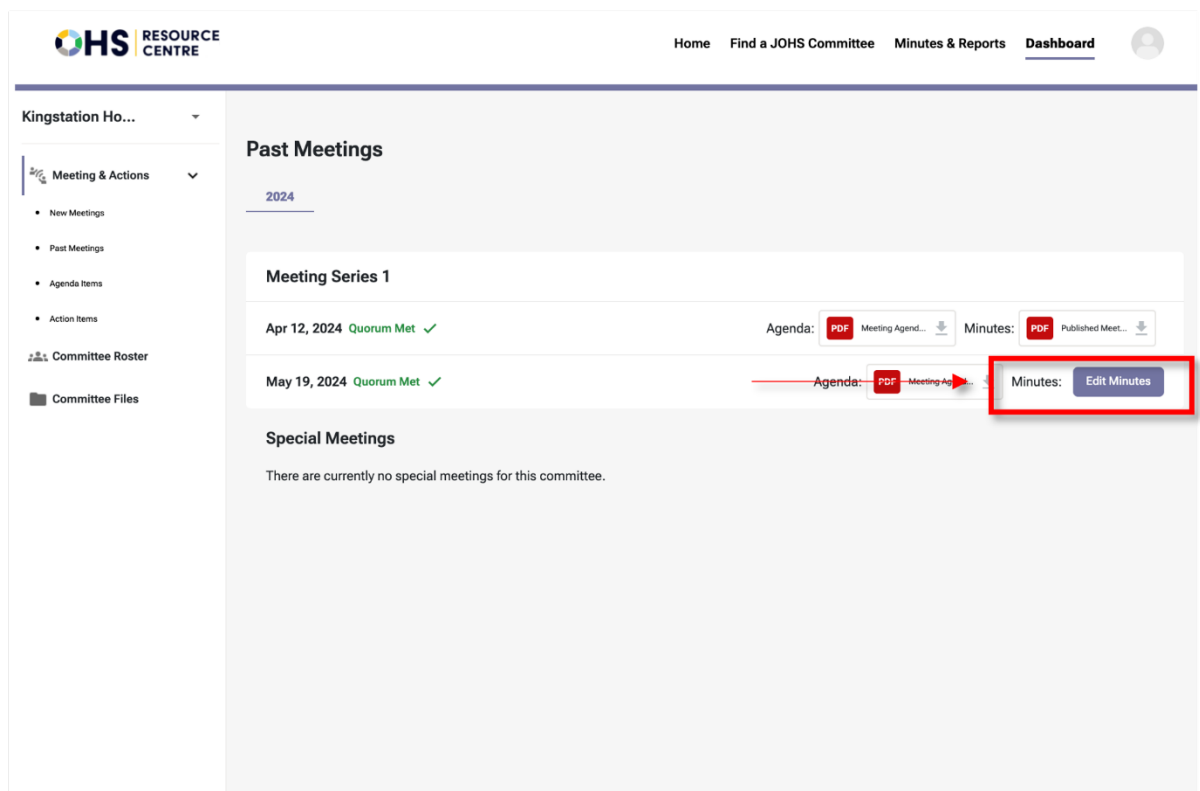 OHS RESOURCE CENTRE
Home Find a JOHS Committee Minutes & Reports Dashboard
Kingstation Ho...
Meeting & Actions
New Meetings
Past Meetings
Agenda Items
Action Items
Committee Roster
Committee Files
Past Meetings
2024
Meeting Series 1
Apr 12, 2024 Quorum Met Agenda: PDF Meeting Agend... Minutes: PDF Published Meet...
May 19, 2024 Quorum Met Agenda: PDF Meeting Agend... Minutes: Edit Minutes
Special Meetings
There are currently no special meetings for this committee.